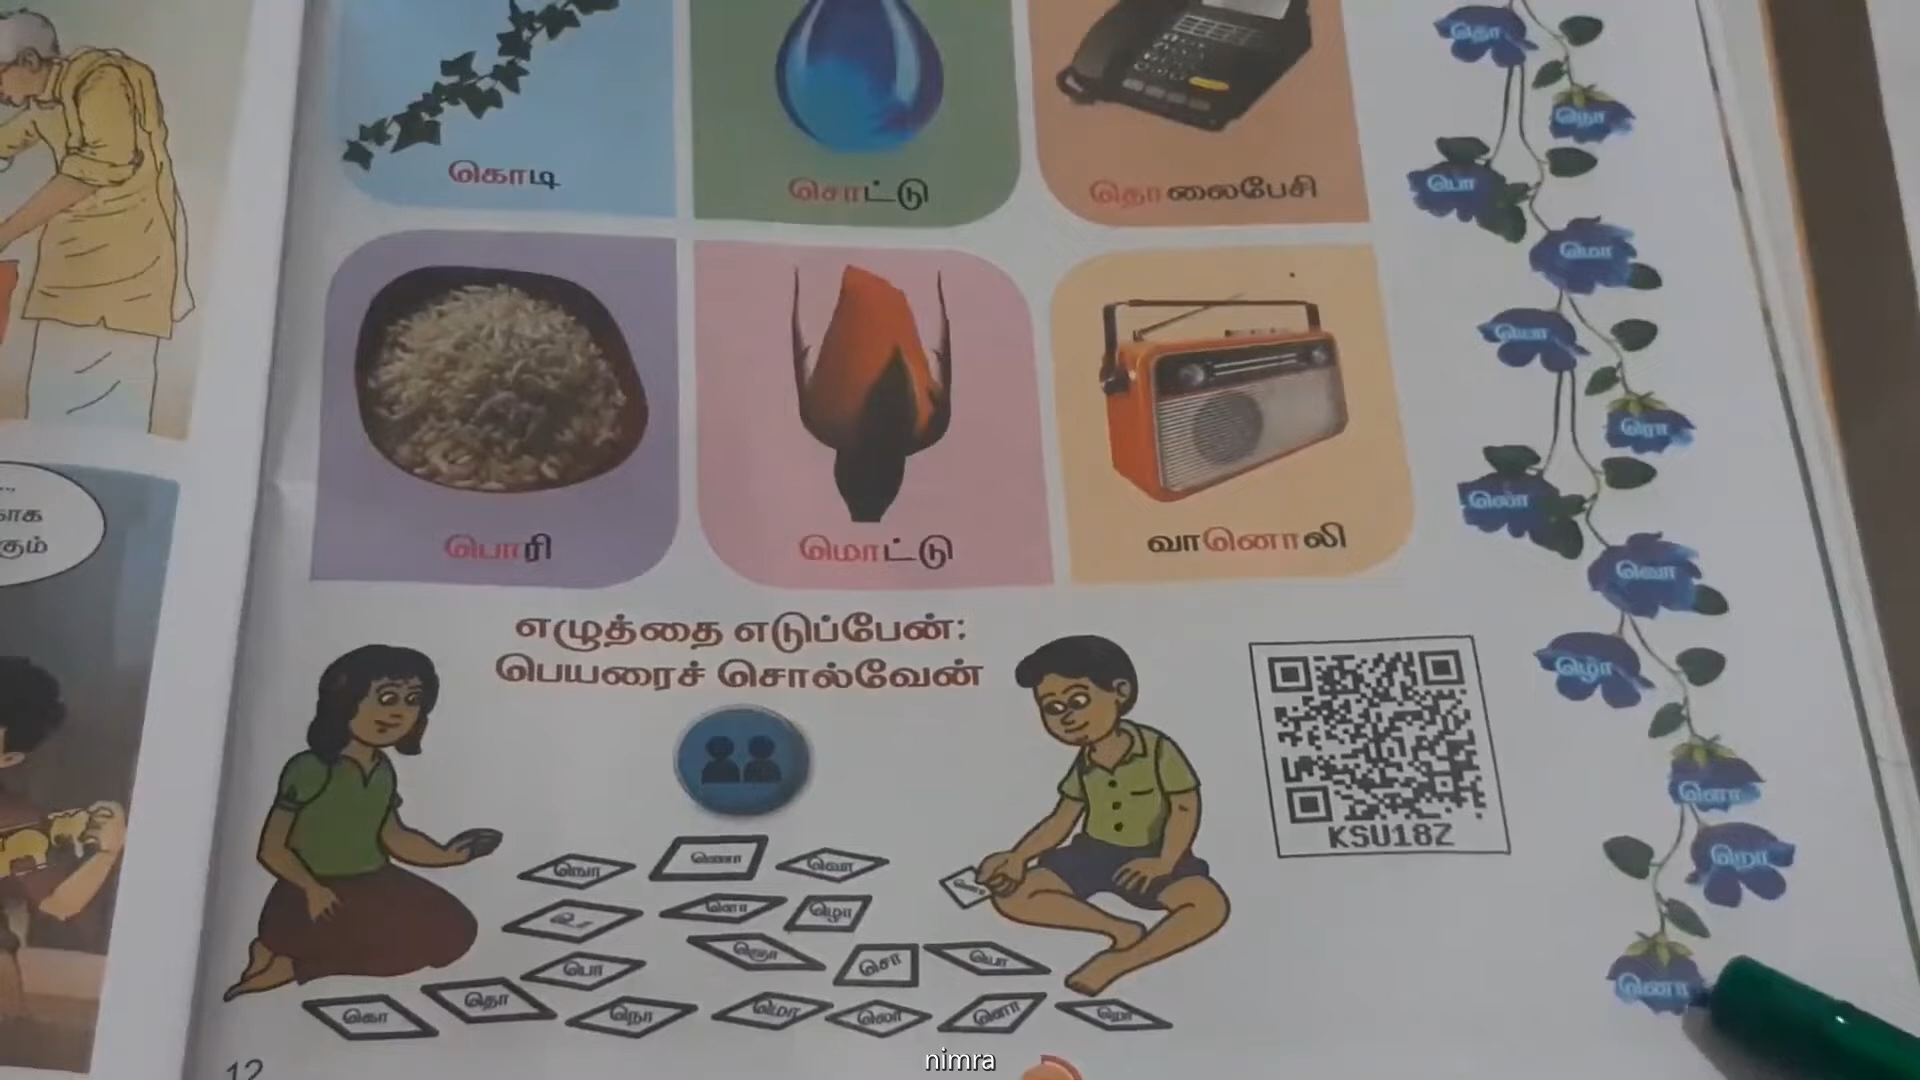 கொடி
சொட்டு
தொலைபேசி
பொரி
மொட்டு
வானொலி
எழுத்தை எடுப்பேன்:
பெயரைச் சொல்வேன்
KSU18Z
தொ
நொ
பொ
மொ
யொ
ரொ
லொ
வொ
ழொ
ளொ
றொ
னொ
வொ
ழொ
சொ
யொ
பொ
கொ
தொ
நொ
மொ
லொ
12
nimra